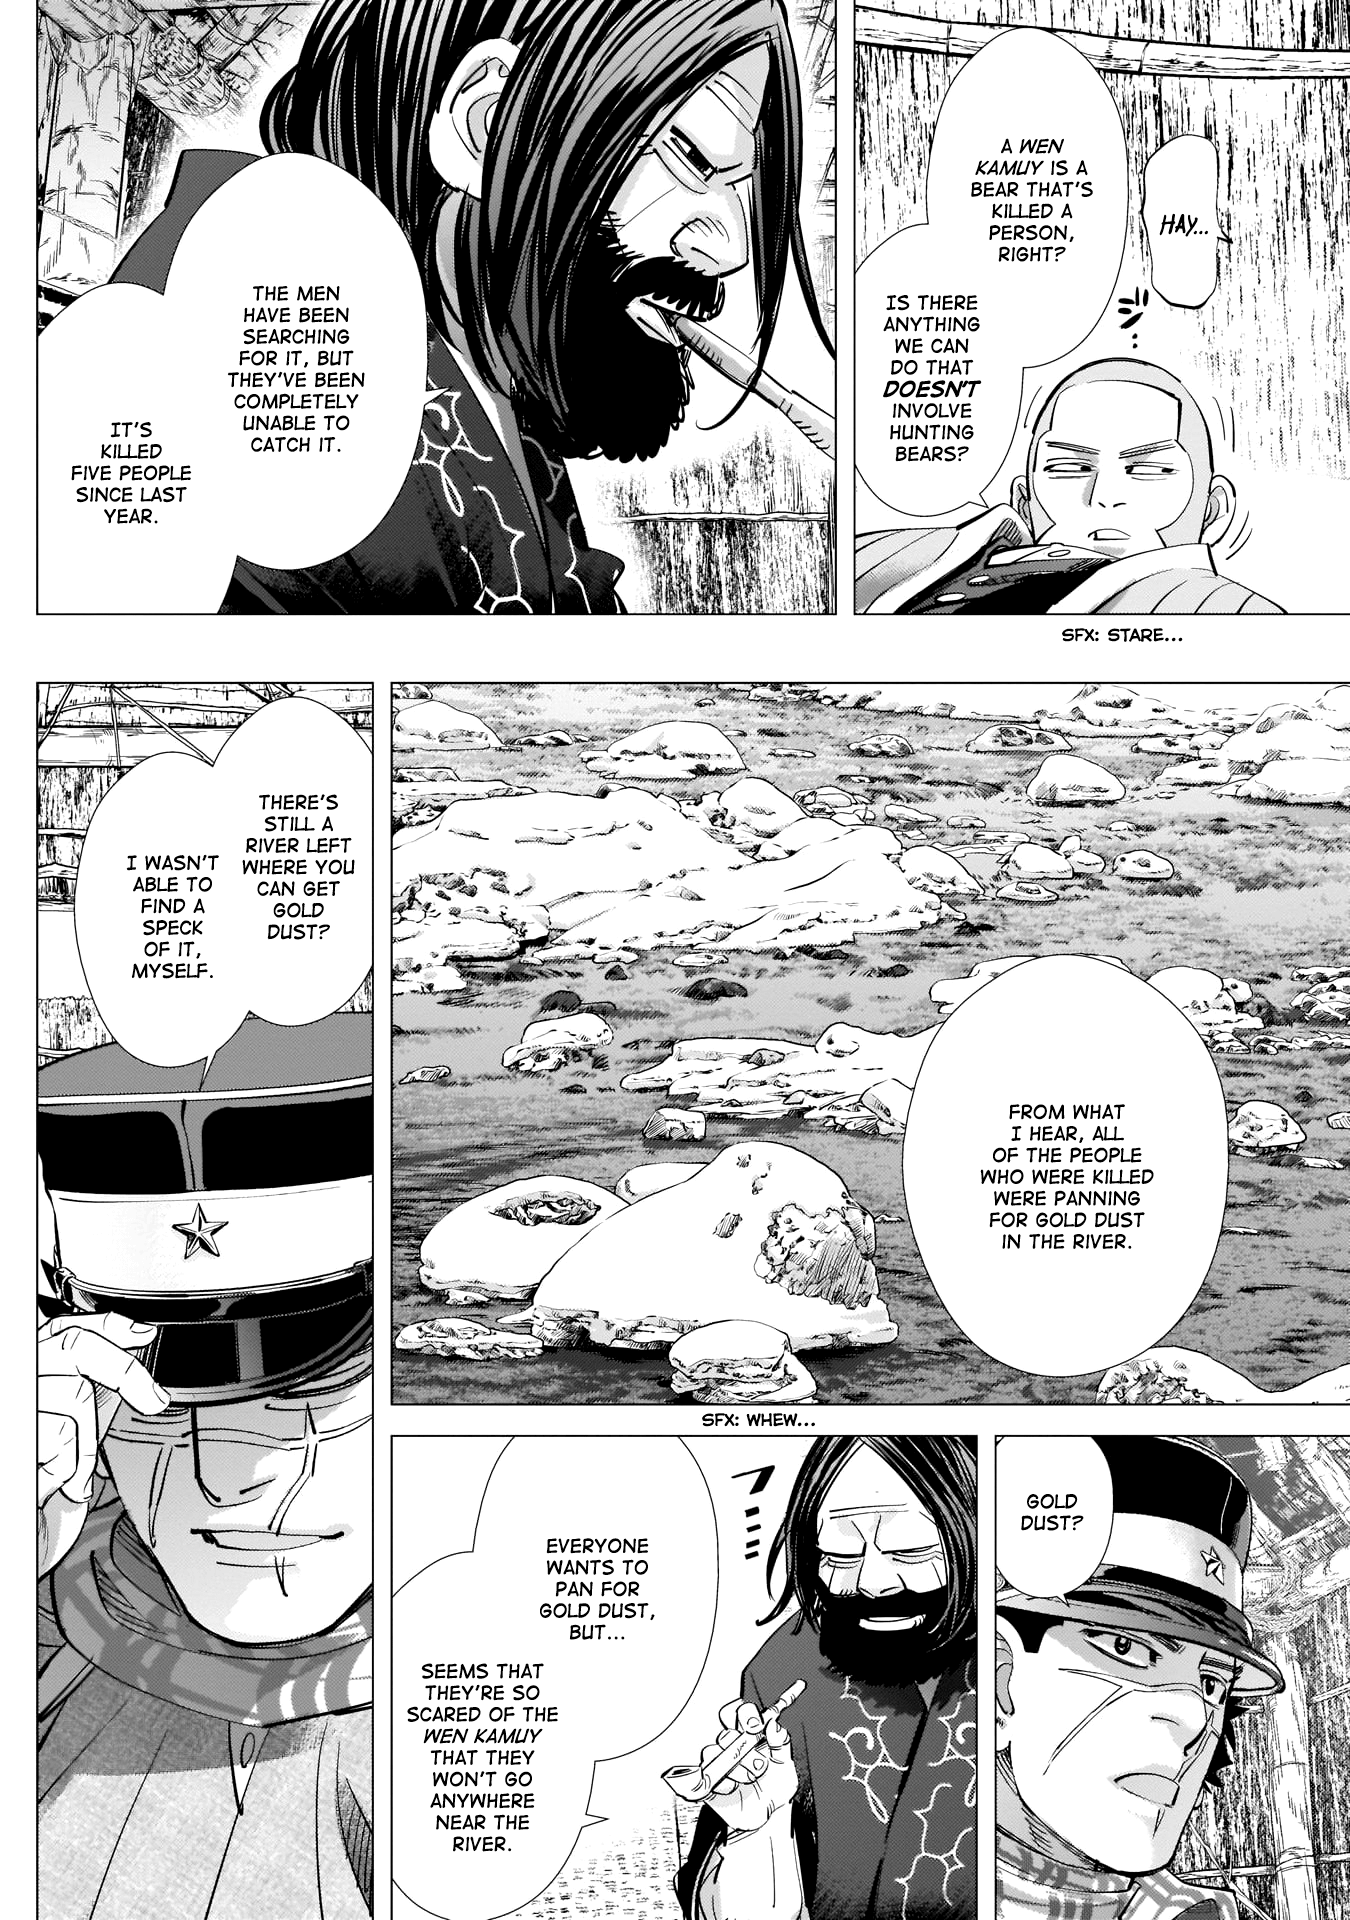 HAY...
A WEN
KAMUY IS A
BEAR THAT'S
KILLED A
PERSON,
RIGHT?
IS THERE
ANYTHING
WE CAN
DO THAT
DOESN'T
INVOLVE
HUNTING
BEARS?
SFX: STARE...
THE MEN
HAVE BEEN
SEARCHING
FOR IT, BUT
THEY'VE BEEN
COMPLETELY
UNABLE TO
CATCH IT.
IT'S
KILLED
FIVE PEOPLE
SINCE LAST
YEAR.
FROM WHAT
I HEAR, ALL
OF THE PEOPLE
WHO WERE KILLED
WERE PANNING
FOR GOLD DUST
IN THE RIVER.
GOLD
DUST?
SFX: WHEW...
フー...
EVERYONE
WANTS TO
PAN FOR
GOLD DUST,
BUT...
SEEMS THAT
THEY'RE SO
SCARED OF THE
WEN KAMUY
THAT THEY
WON'T GO
ANYWHERE
NEAR THE
RIVER.
THERE'S
STILL A
RIVER LEFT
WHERE YOU
CAN GET
GOLD
DUST?
I WASN'T
ABLE TO
FIND A
SPECK
OF IT,
MYSELF.